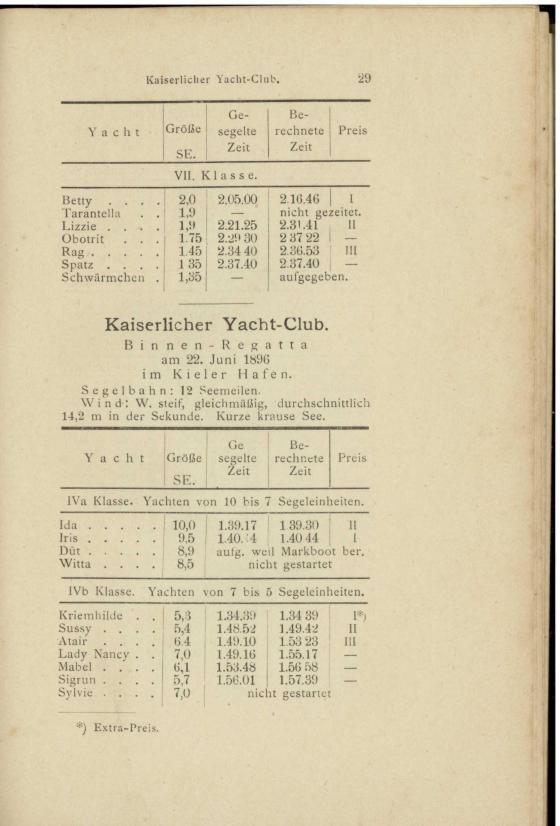 Kaiserlicher Yacht-Club. 29
Yacht Größe SE. Ge- segelte Zeit Be- rechnete Zeit Preis
VII. Klasse.
Betty . . . . 2,0 2.05.00 2.16.46 I
Tarantella . . 1,9 — nicht gezeitet.
Lizzie . . . . 1,9 2.21.25 2.31.41 II
Obotrit . . . 1.75 2.29 30 2 37 22 —
Rag . . . . . 1.45 2.34 40 2.36.53 III
Spatz . . . . 1 35 2.37.40 2.37.40 —
Schwärmchen . 1,35 — aufgegeben.
Kaiserlicher Yacht-Club.
Binnen-Regatta
am 22. Juni 1896
im Kieler Hafen.
Segelbahn: 12 Seemeilen.
Wind: W. steif, gleichmäßig, durchschnittlich
14,2 m in der Sekunde. Kurze krause See.
Yacht Größe SE. Ge segelte Zeit Be- rechnete Zeit Preis
IVa Klasse. Yachten von 10 bis 7 Segeleinheiten.
Ida . . . . . 10,0 1.39.17 1 39.30 II
Iris . . . . . 9.5 1.40 44 I
Düt . . . . . 8,9 aufg. weil Markboot ber.
Witta . . . . 8,5 nicht gestartet
IVb Klasse. Yachten von 7 bis 5 Segeleinheiten.
Kriemhilde . . 5,3 1.34.39 1.34 39 I*)
Sussy . . . . 5,4 1.48.52 1.49.42 II
Atair . . . . 6.4 1.49.10 1.53 23 III
Lady Nancy . . 7,0 1.49.16 1.55.17 —
Mabel . . . . 6,1 1.53.48 1.56 58 —
Sigrun . . . . 5,7 1.56.01 1.57.39 —
Sylvie . . . . 7,0 nicht gestartet
*) Extra-Preis.